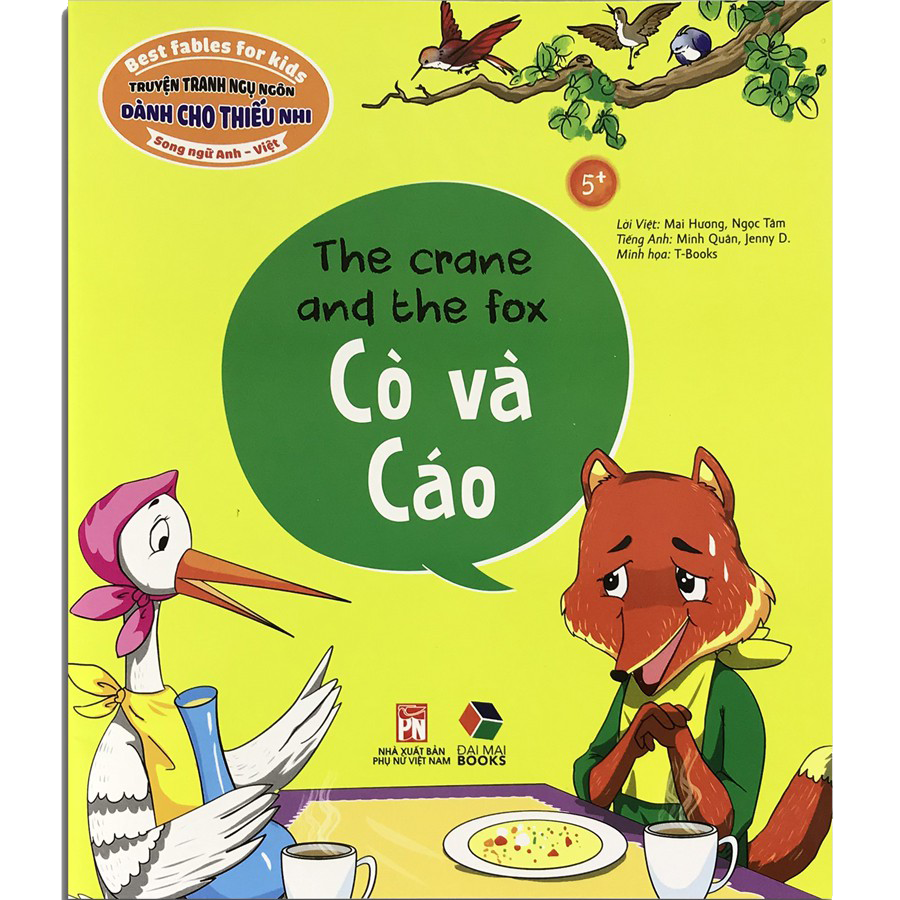 Best fables for kids
TRUYỆN TRANH NGỤ NGÔN
DÀNH CHO THIẾU NHI
Song ngữ Anh - Việt
5+
Lời Việt: Mai Hương, Ngọc Tâm
Tiếng Anh: Minh Quân, Jenny D.
Minh họa: T-Books
The crane
and the fox
Cò và
Cáo
PN
NHÀ XUẤT BẢN
PHỤ NỮ VIỆT NAM
ĐẠI MAI
BOOKS